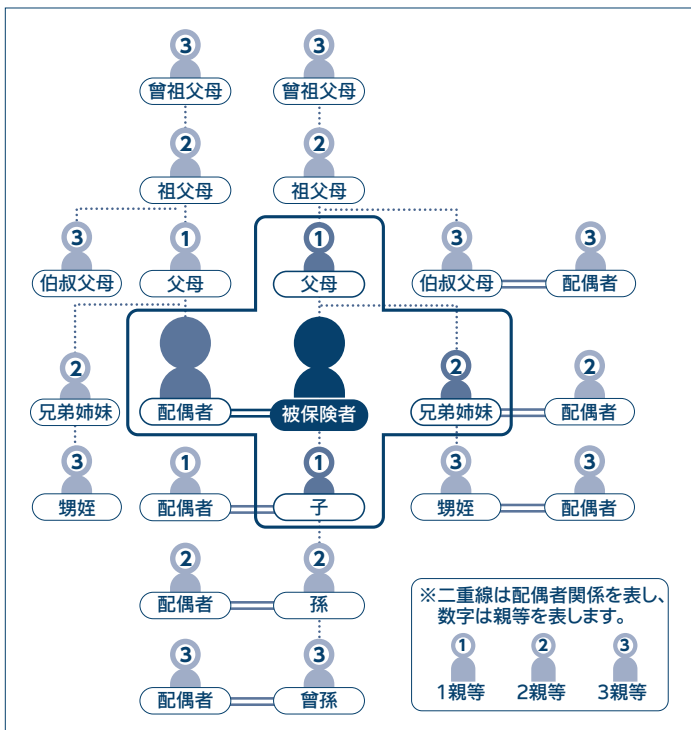 3 3
曾祖父母 曾祖父母
2 2
祖父母 祖父母
3 1 1 3 3
伯叔父母 父母 父母 伯叔父母 配偶者
2 2 2
兄弟姉妹 配偶者 被保険者 兄弟姉妹 配偶者
3 1 1 3 3
甥姪 配偶者 子 甥姪 配偶者
2 2
配偶者 孫
3 3
配偶者 曾孫
※二重線は配偶者関係を表し、
数字は親等を表します。
1 2 3
1親等 2親等 3親等